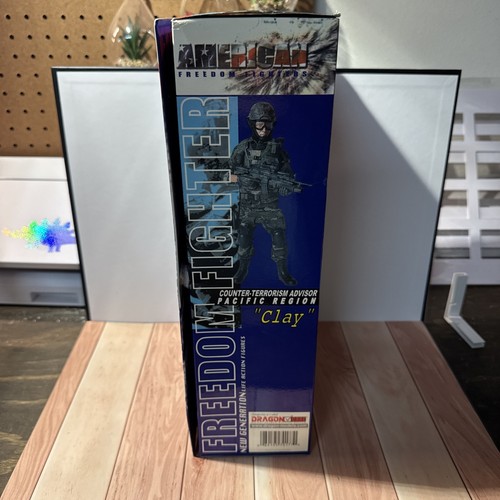 AMERICAN
FREEDOM FIGHTERS
FREEDOM FIGHTER
COUNTER-TERRORISM ADVISOR
PACIFIC REGION
"Clay"
NEW GENERATION LIFE ACTION FIGURES
DRAGON